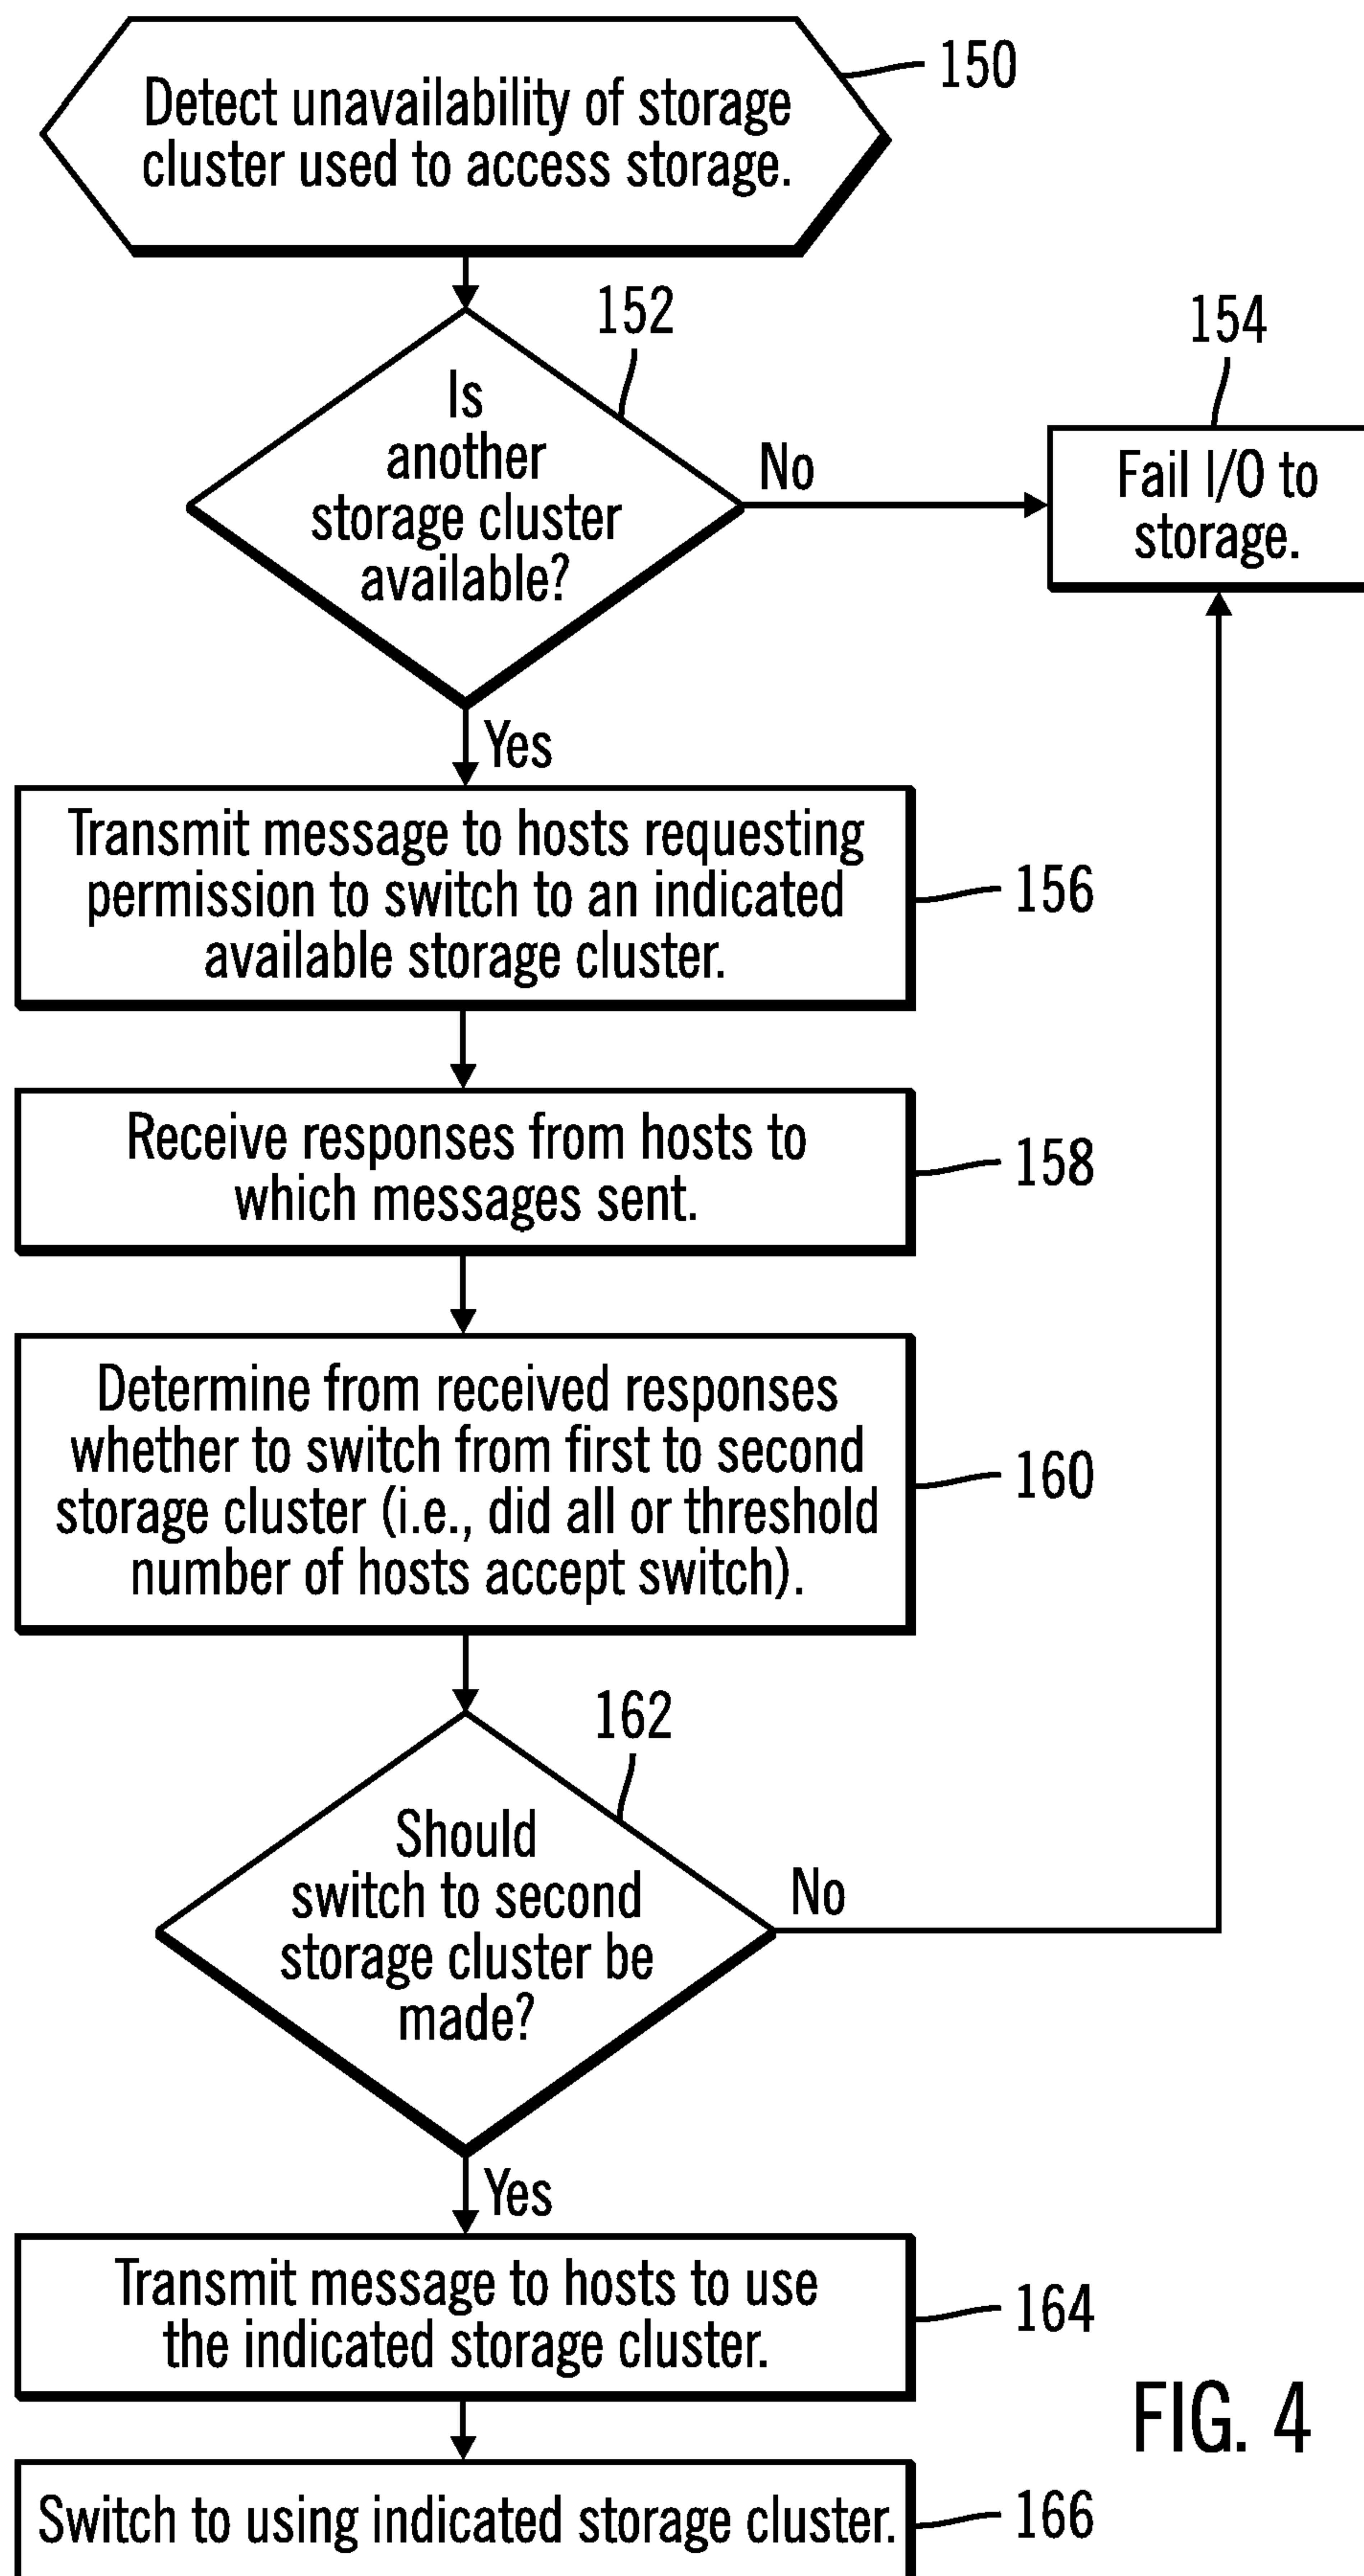 Detect unavailability of storage
cluster used to access storage.
150
152
Is
another
storage cluster
available?
No
154
Fail I/O to
storage.
Yes
Transmit message to hosts requesting
permission to switch to an indicated
available storage cluster.
156
Receive responses from hosts to
which messages sent.
158
Determine from received responses
whether to switch from first to second
storage cluster (i.e., did all or threshold
number of hosts accept switch).
160
162
Should
switch to second
storage cluster be
made?
No
Yes
Transmit message to hosts to use
the indicated storage cluster.
164
Switch to using indicated storage cluster.
166
FIG. 4